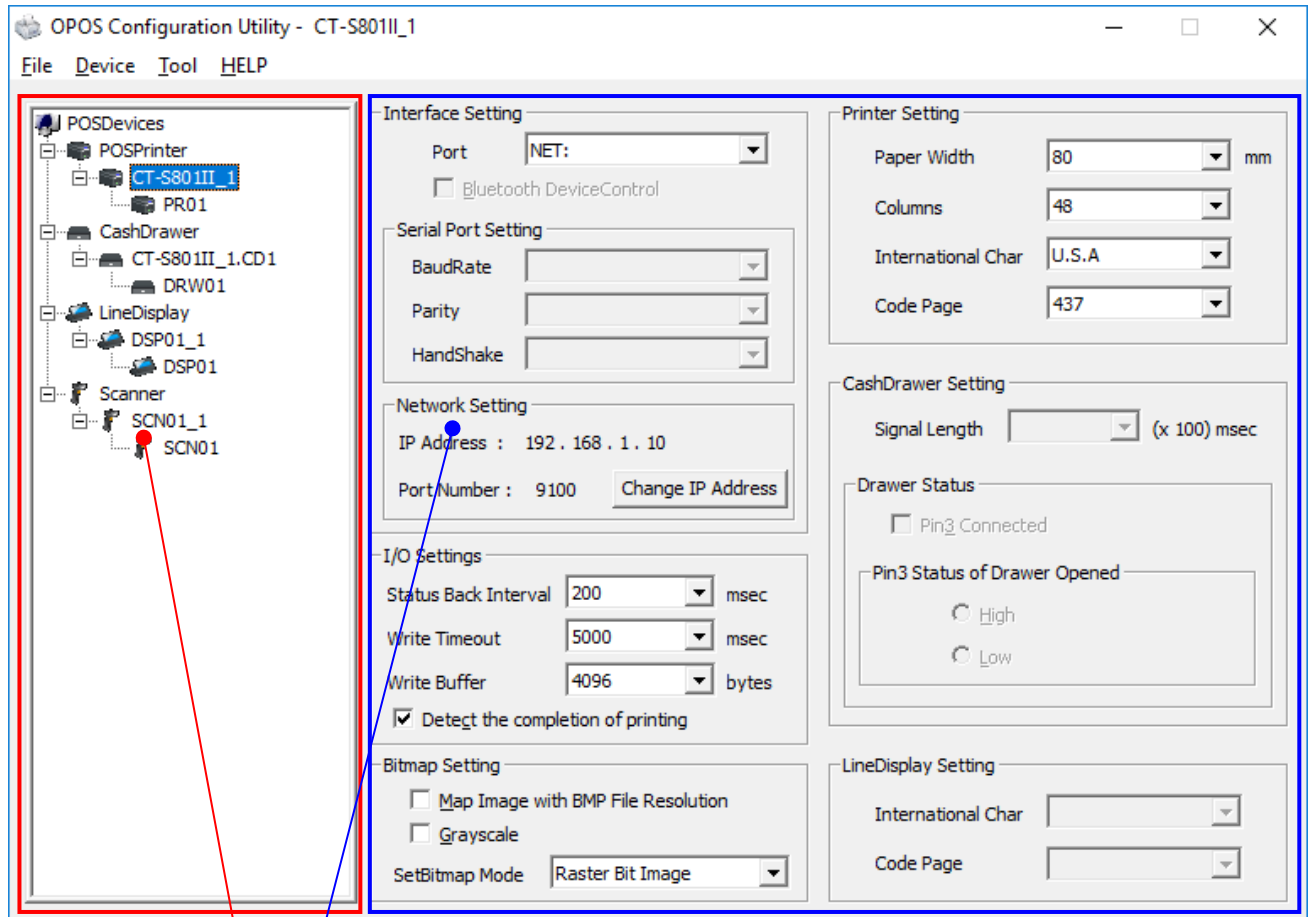 OPOS Configuration Utility - CT-S801II_1
File Device Tool HELP
POSDevices
POSPrinter
CT-S801II_1
PR01
CashDrawer
CT-S801II_1.CD1
DRW01
LineDisplay
DSP01_1
DSP01
Scanner
SCN01_1
SCN01
Interface Setting
Port NET:
Bluetooth DeviceControl
Serial Port Setting
BaudRate
Parity
HandShake
Network Setting
IP Address : 192 . 168 . 1 . 10
Port Number : 9100 Change IP Address
I/O Settings
Status Back Interval 200 msec
Write Timeout 5000 msec
Write Buffer 4096 bytes
Detect the completion of printing
Bitmap Setting
Map Image with BMP File Resolution
Grayscale
SetBitmap Mode Raster Bit Image
Printer Setting
Paper Width 80 mm
Columns 48
International Char U.S.A
Code Page 437
CashDrawer Setting
Signal Length (x 100) msec
Drawer Status
Pin3 Connected
Pin3 Status of Drawer Opened
High
Low
LineDisplay Setting
International Char
Code Page